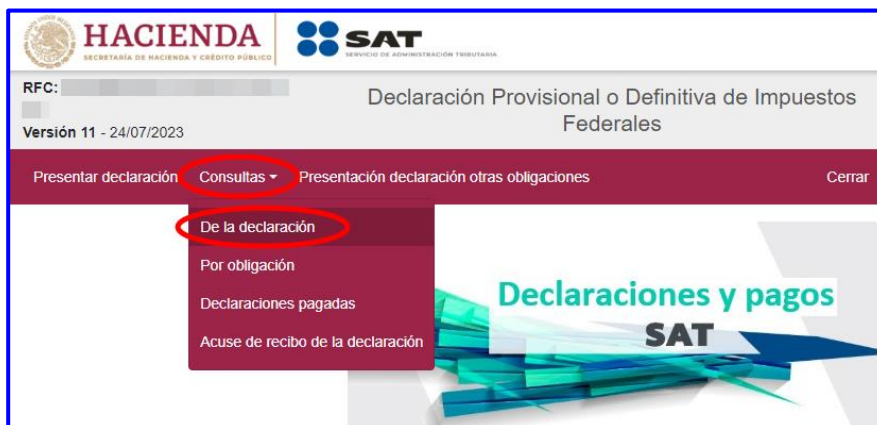 HACIENDA
SECRETARÍA DE HACIENDA Y CRÉDITO PÚBLICO
SAT
SERVICIO DE ADMINISTRACIÓN TRIBUTARIA
RFC:
Versión 11 - 24/07/2023
Declaración Provisional o Definitiva de Impuestos
Federales
Presentar declaración Consultas Presentación declaración otras obligaciones Cerrar
De la declaración
Por obligación
Declaraciones pagadas
Acuse de recibo de la declaración
Declaraciones y pagos
SAT